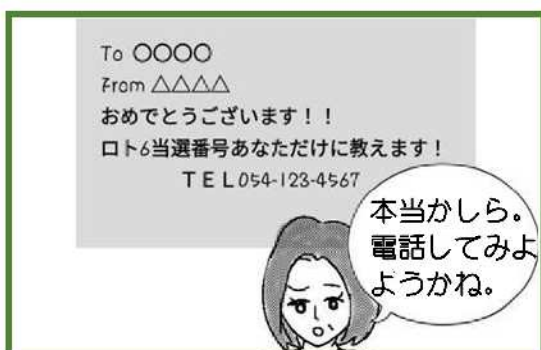 To ○○○○
From △△△△
おめでとうございます！！
ロト6当選番号あなただけに教えます！
ＴＥＬ054-123-4567
本当かしら。
電話してみよ
ようかね。